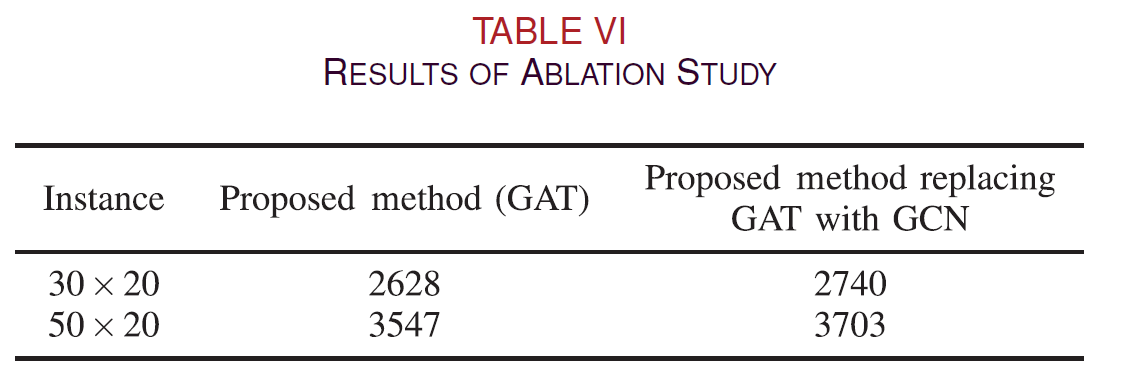 TABLE VI
RESULTS OF ABLATION STUDY
Instance Proposed method (GAT) Proposed method replacing GAT with GCN
30 × 20 2628 2740
50 × 20 3547 3703